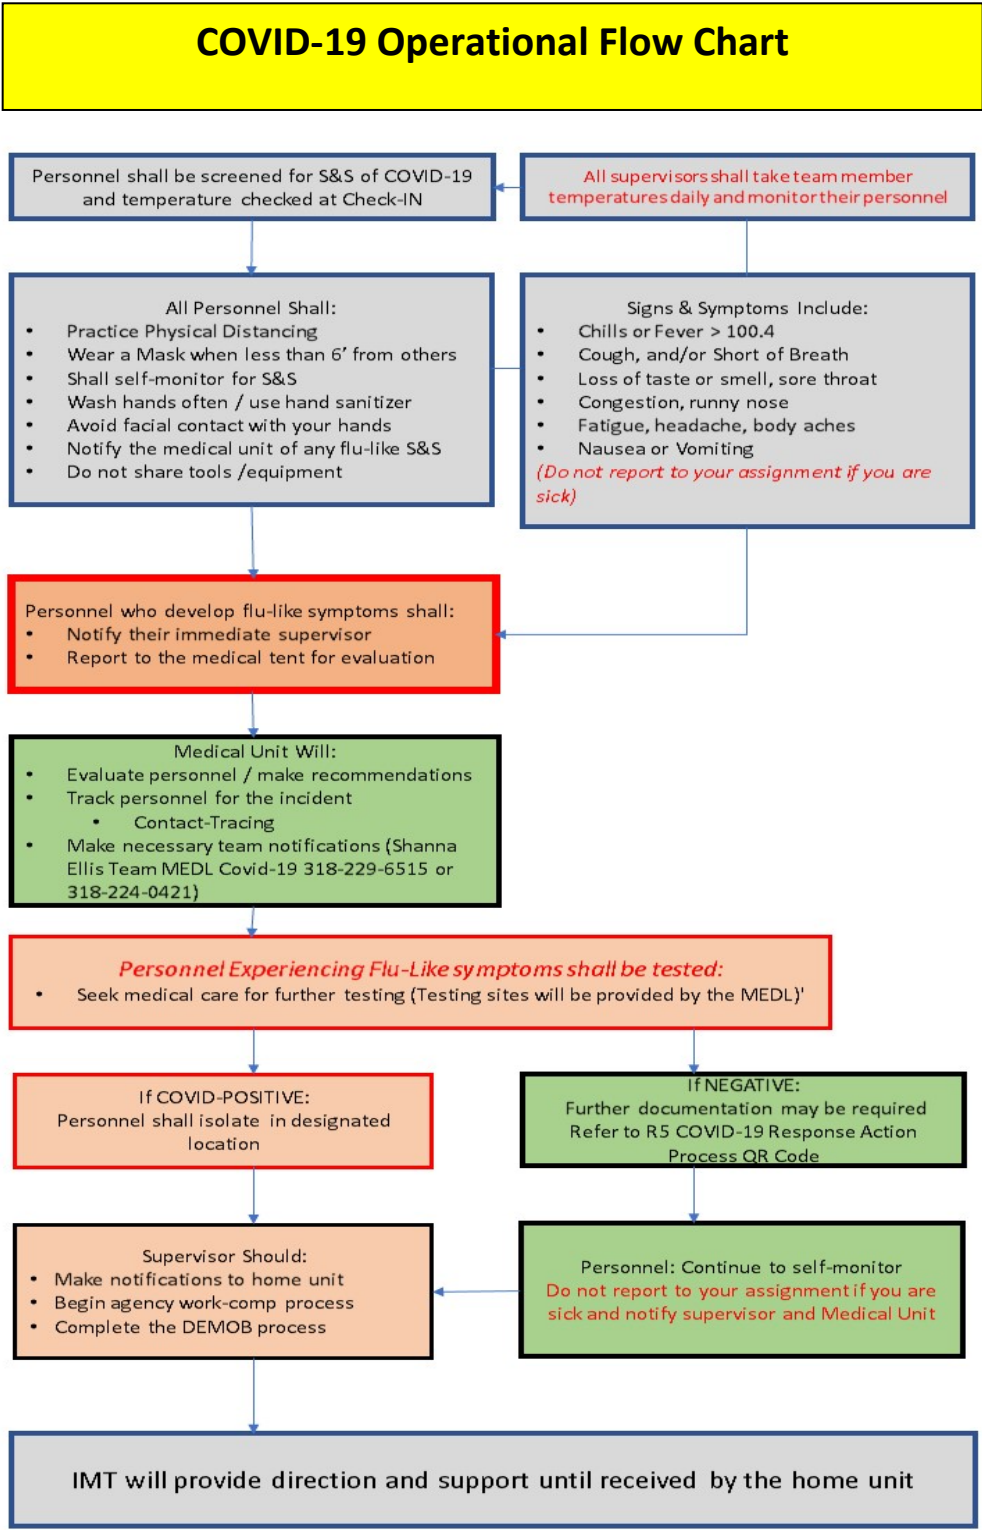 COVID-19 Operational Flow Chart
Personnel shall be screened for S&S of COVID-19
and temperature checked at Check-IN
All supervisors shall take team member
temperatures daily and monitor their personnel
All Personnel Shall:
• Practice Physical Distancing
• Wear a Mask when less than 6’ from others
• Shall self-monitor for S&S
• Wash hands often / use hand sanitizer
• Avoid facial contact with your hands
• Notify the medical unit of any flu-like S&S
• Do not share tools /equipment
Signs & Symptoms Include:
• Chills or Fever > 100.4
• Cough, and/or Short of Breath
• Loss of taste or smell, sore throat
• Congestion, runny nose
• Fatigue, headache, body aches
• Nausea or Vomiting
(Do not report to your assignment if you are
sick)
Personnel who develop flu-like symptoms shall:
• Notify their immediate supervisor
• Report to the medical tent for evaluation
Medical Unit Will:
• Evaluate personnel / make recommendations
• Track personnel for the incident
• Contact-Tracing
• Make necessary team notifications (Shanna
Ellis Team MEDL Covid-19 318-229-6515 or
318-224-0421)
Personnel Experiencing Flu-Like symptoms shall be tested:
• Seek medical care for further testing (Testing sites will be provided by the MEDL)'
If COVID-POSITIVE:
Personnel shall isolate in designated
location
If NEGATIVE:
Further documentation may be required
Refer to R5 COVID-19 Response Action
Process QR Code
Supervisor Should:
• Make notifications to home unit
• Begin agency work-comp process
• Complete the DEMOB process
Personnel: Continue to self-monitor
Do not report to your assignment if you are
sick and notify supervisor and Medical Unit
IMT will provide direction and support until received by the home unit